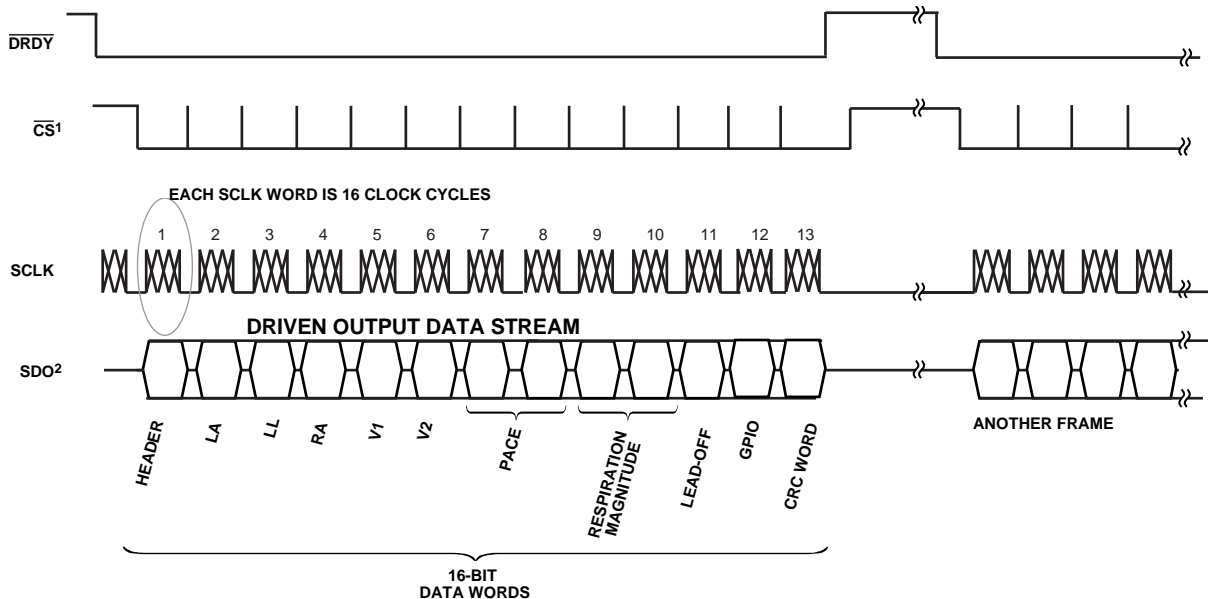 DRDY
CS1
EACH SCLK WORD IS 16 CLOCK CYCLES
1 2 3 4 5 6 7 8 9 10 11 12 13
SCLK
DRIVEN OUTPUT DATA STREAM
SDO2
HEADER
LA
LL
RA
V1
V2
PACE
RESPIRATION
MAGNITUDE
LEAD-OFF
GPIO
CRC WORD
ANOTHER FRAME
16-BIT
DATA WORDS